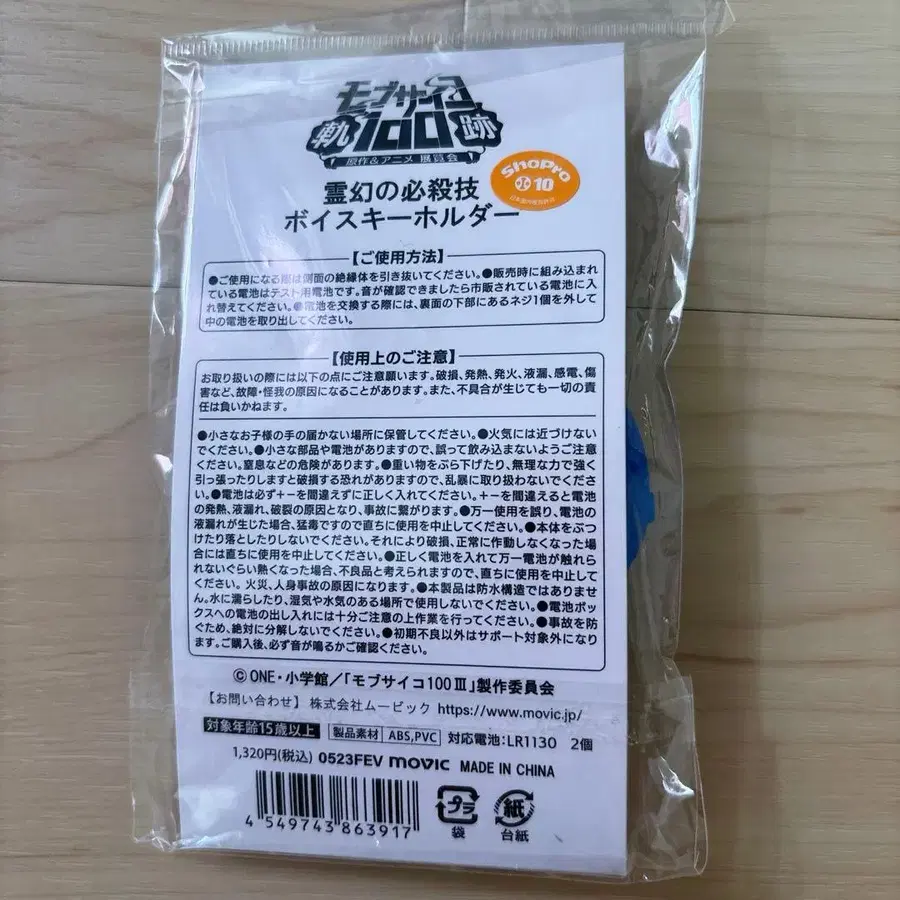 モブサイコ
軌100跡
原作&アニメ 展覧会
ShoPro
10
霊幻の必殺技
ボイスキーホルダー
【ご使用方法】
●ご使用になる際は側面の絶縁体を引き抜いてください。●販売時に組み込まれ
ている電池はテスト用電池です。音が確認できましたら市販されている電池に入
れ替えてください。●電池を交換する際には、裏面の下部にあるネジ1個を外して
中の電池を取り出してください。
【使用上のご注意】
お取り扱いの際には以下の点にご注意願います。破損、発熱、発火、液漏、感電、傷
害など、故障・怪我の原因になることがあります。また、不具合が生じても一切の責
任は負いかねます。
●小さなお子様の手の届かない場所に保管してください。●火気には近づけない
でください。●小さな部品や電池がありますので、誤って飲み込まないようご注意
ください。窒息などの危険があります。●重い物をぶら下げたり、無理な力で強く
引っ張ったりしますと破損する恐れがありますので、乱暴に取り扱わないでくださ
い。●電池は必ず+-を間違えずに正しく入れてください。+-を間違えると電池
の発熱、液漏れ、破裂の原因となり、事故に繋がります。●万一使用を誤り、電池の
液漏れが生じた場合、猛毒ですので直ちに使用を中止してください。●本体をぶつ
けたり落としたりしないでください。それにより破損、正常に作動しなくなった場
合には直ちに使用を中止してください。●正しく電池を入れて万一電池が触れら
れないぐらい熱くなった場合、不良品と考えられますので、直ちに使用を中止して
ください。火災、人身事故の原因になります。●本製品は防水構造ではありませ
ん。水に濡らしたり、湿気や水気のある場所で使用しないでください。●電池ボッ
クスへの電池の出し入れには十分ご注意の上作業を行ってください。●事故を防
ぐため、絶対に分解しないでください。●初期不良以外はサポート対象外になりま
す。ご購入後、必ず音が鳴るかご確認ください。
©ONE・小学館/「モブサイコ100 Ⅲ」製作委員会
【お問い合わせ】 株式会社ムービック https://www.movic.jp/
対象年齢15歳以上 製品素材 ABS,PVC 対応電池:LR1130 2個
1,320円(税込) 0523FEV movic MADE IN CHINA
4 549743 863917
プラ 紙
袋 台紙